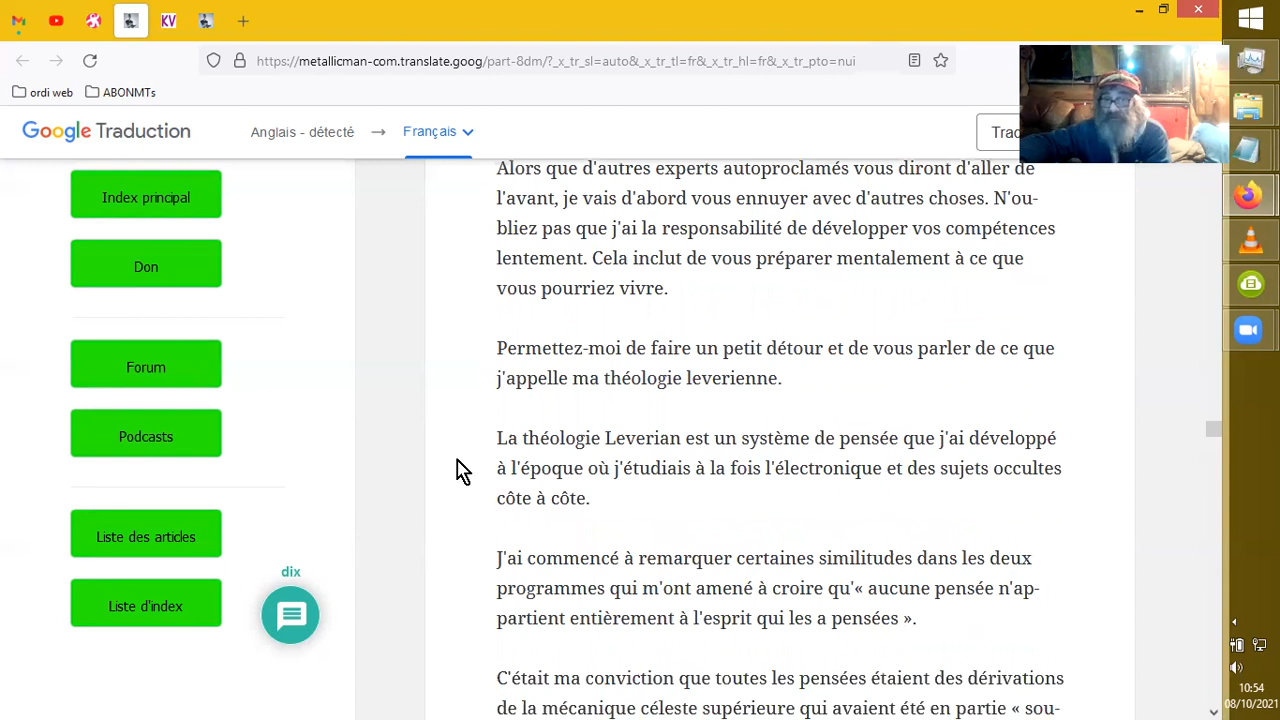 KV
https://metallicman-com.translate.goog/part-8dm/?_x_tr_sl=auto&_x_tr_tl=fr&_x_tr_hl=fr&_x_tr_pto=nui
ordi web
ABONMTs
Google Traduction
Anglais - détecté
Français
Trad
Index principal
Don
Forum
Podcasts
Liste des articles
Liste d'index
dix
Alors que d'autres experts autoproclamés vous diront d'aller de
l'avant, je vais d'abord vous ennuyer avec d'autres choses. N'ou-
bliez pas que j'ai la responsabilité de développer vos compétences
lentement. Cela inclut de vous préparer mentalement à ce que
vous pourriez vivre.
Permettez-moi de faire un petit détour et de vous parler de ce que
j'appelle ma théologie leverienne.
La théologie Leverian est un système de pensée que j'ai développé
à l'époque où j'étudiais à la fois l'électronique et des sujets occultes
côte à côte.
J'ai commencé à remarquer certaines similitudes dans les deux
programmes qui m'ont amené à croire qu'« aucune pensée n'ap-
partient entièrement à l'esprit qui les a pensées ».
C'était ma conviction que toutes les pensées étaient des dérivations
de la mécanique céleste supérieure qui avaient été en partie « sou-
10:54
08/10/2021